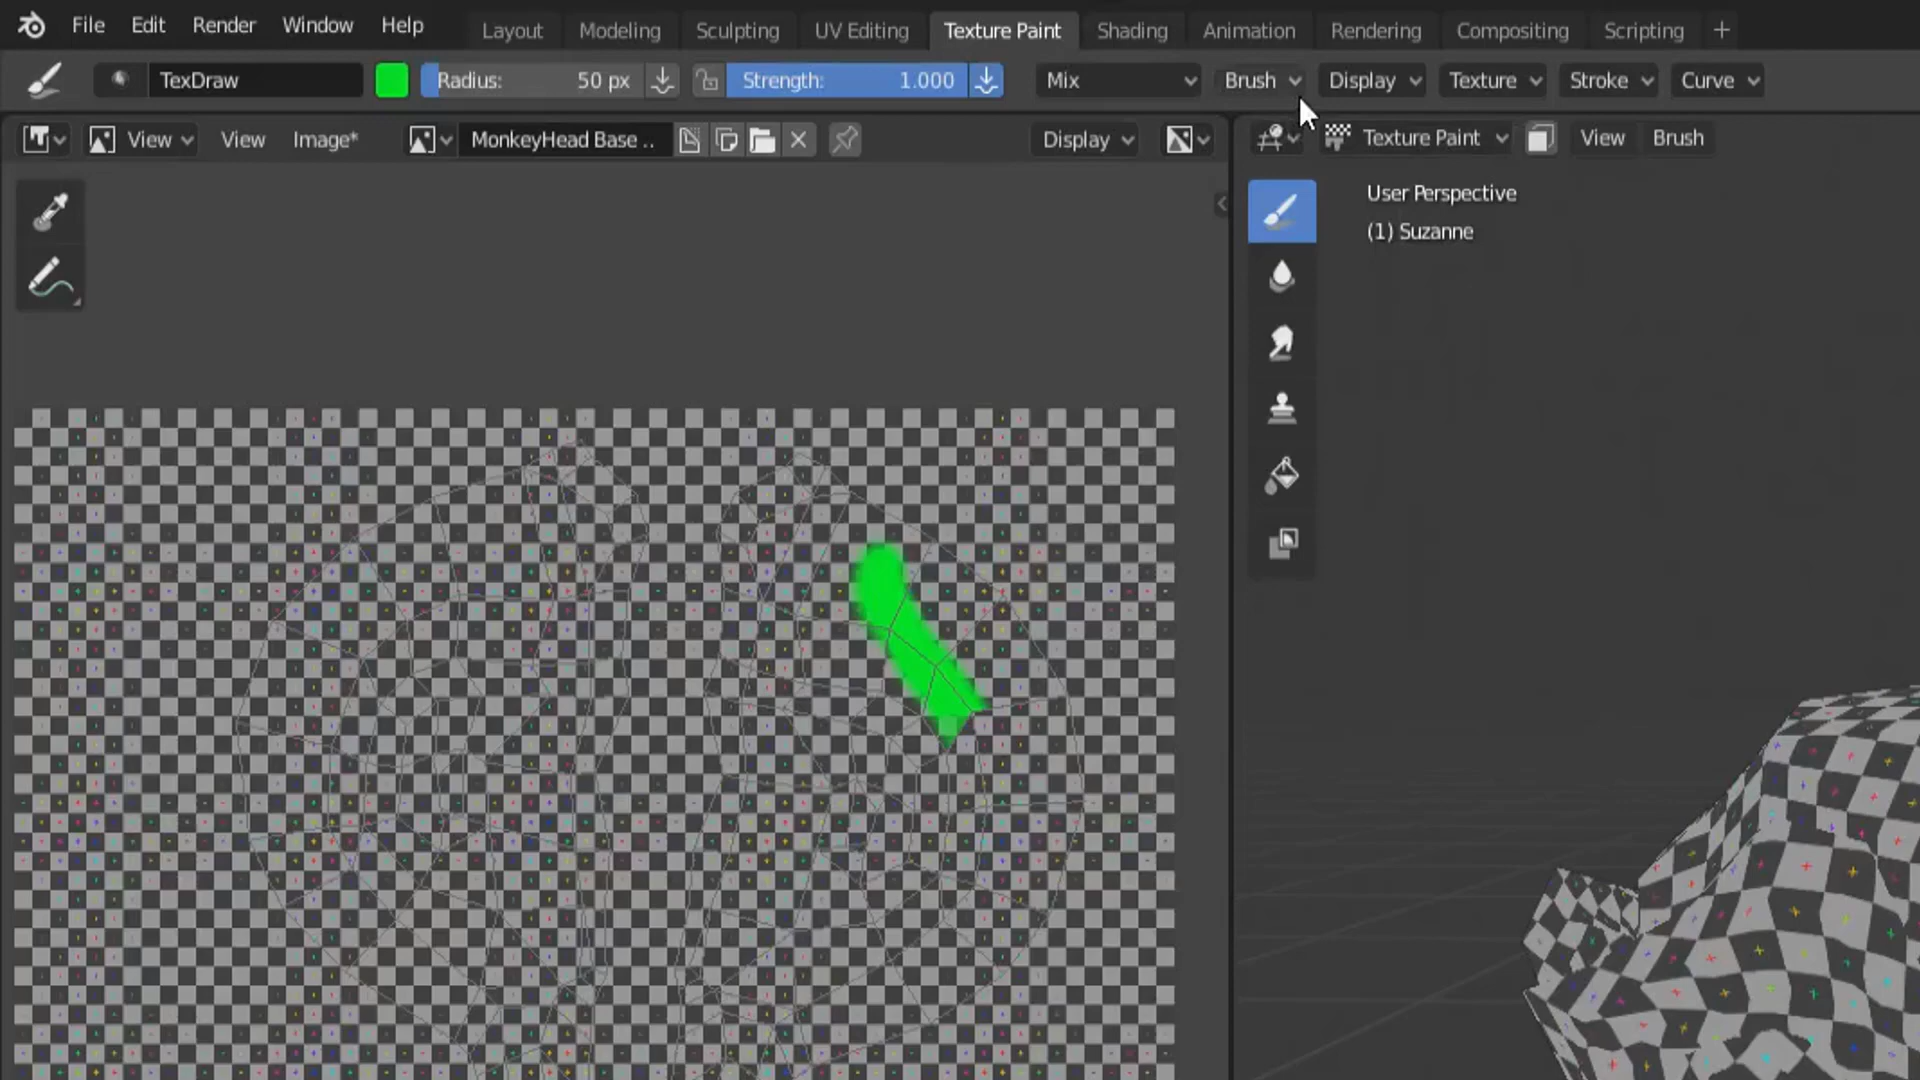 File Edit Render Window Help Layout Modeling Sculpting UV Editing Texture Paint Shading Animation Rendering Compositing Scripting +
TexDraw Radius: 50 px Strength: 1.000 Mix Brush Display Texture Stroke Curve
View View Image* MonkeyHead Base .. Display Texture Paint View Brush
User Perspective
(1) Suzanne